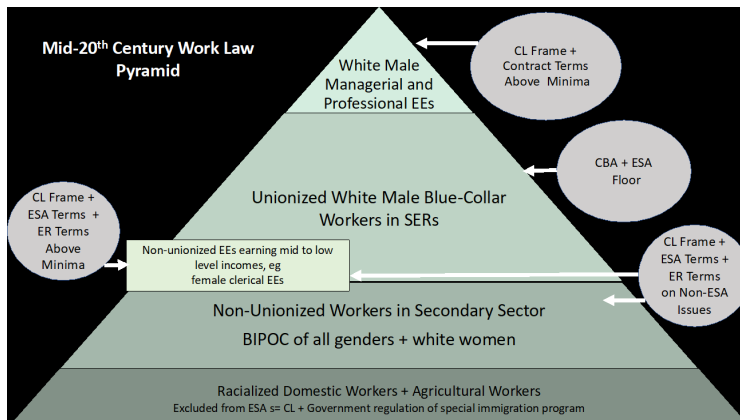 Mid-20th Century Work Law
Pyramid
White Male
Managerial and
Professional EEs
CL Frame +
Contract Terms
Above Minima
CBA + ESA
Floor
Unionized White Male Blue-Collar
Workers in SERs
CL Frame +
ESA Terms +
ER Terms
Above
Minima
Non-unionized EEs earning mid to low
level incomes, eg
female clerical EEs
CL Frame +
ESA Terms +
ER Terms
on Non-ESA
Issues
Non-Unionized Workers in Secondary Sector
BIPOC of all genders + white women
Racialized Domestic Workers + Agricultural Workers
Excluded from ESA s= CL + Government regulation of special immigration program